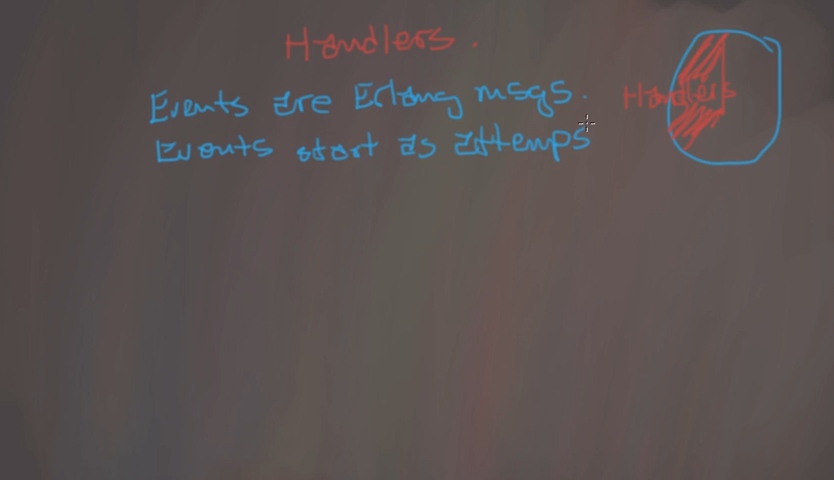 Handlers.
Events are Erlang msgs.
Handlers
Events start as attemps